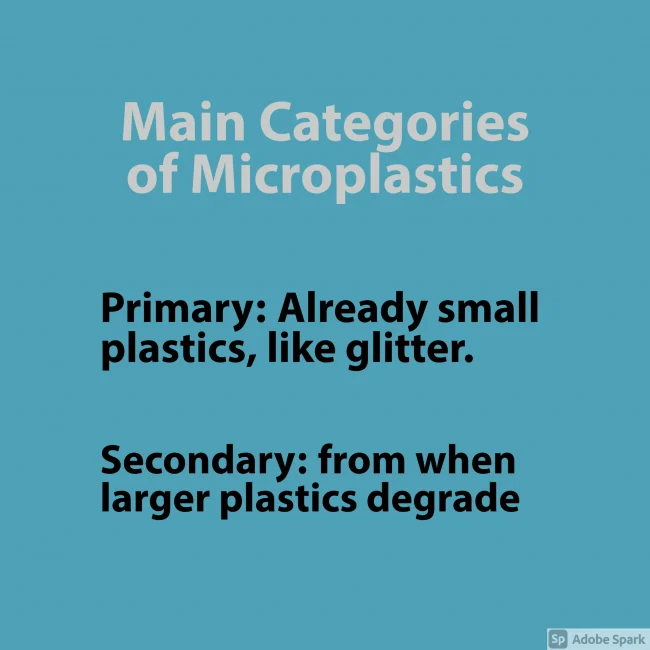 Main Categories
of Microplastics
Primary: Already small
plastics, like glitter.
Secondary: from when
larger plastics degrade
Sp Adobe Spark